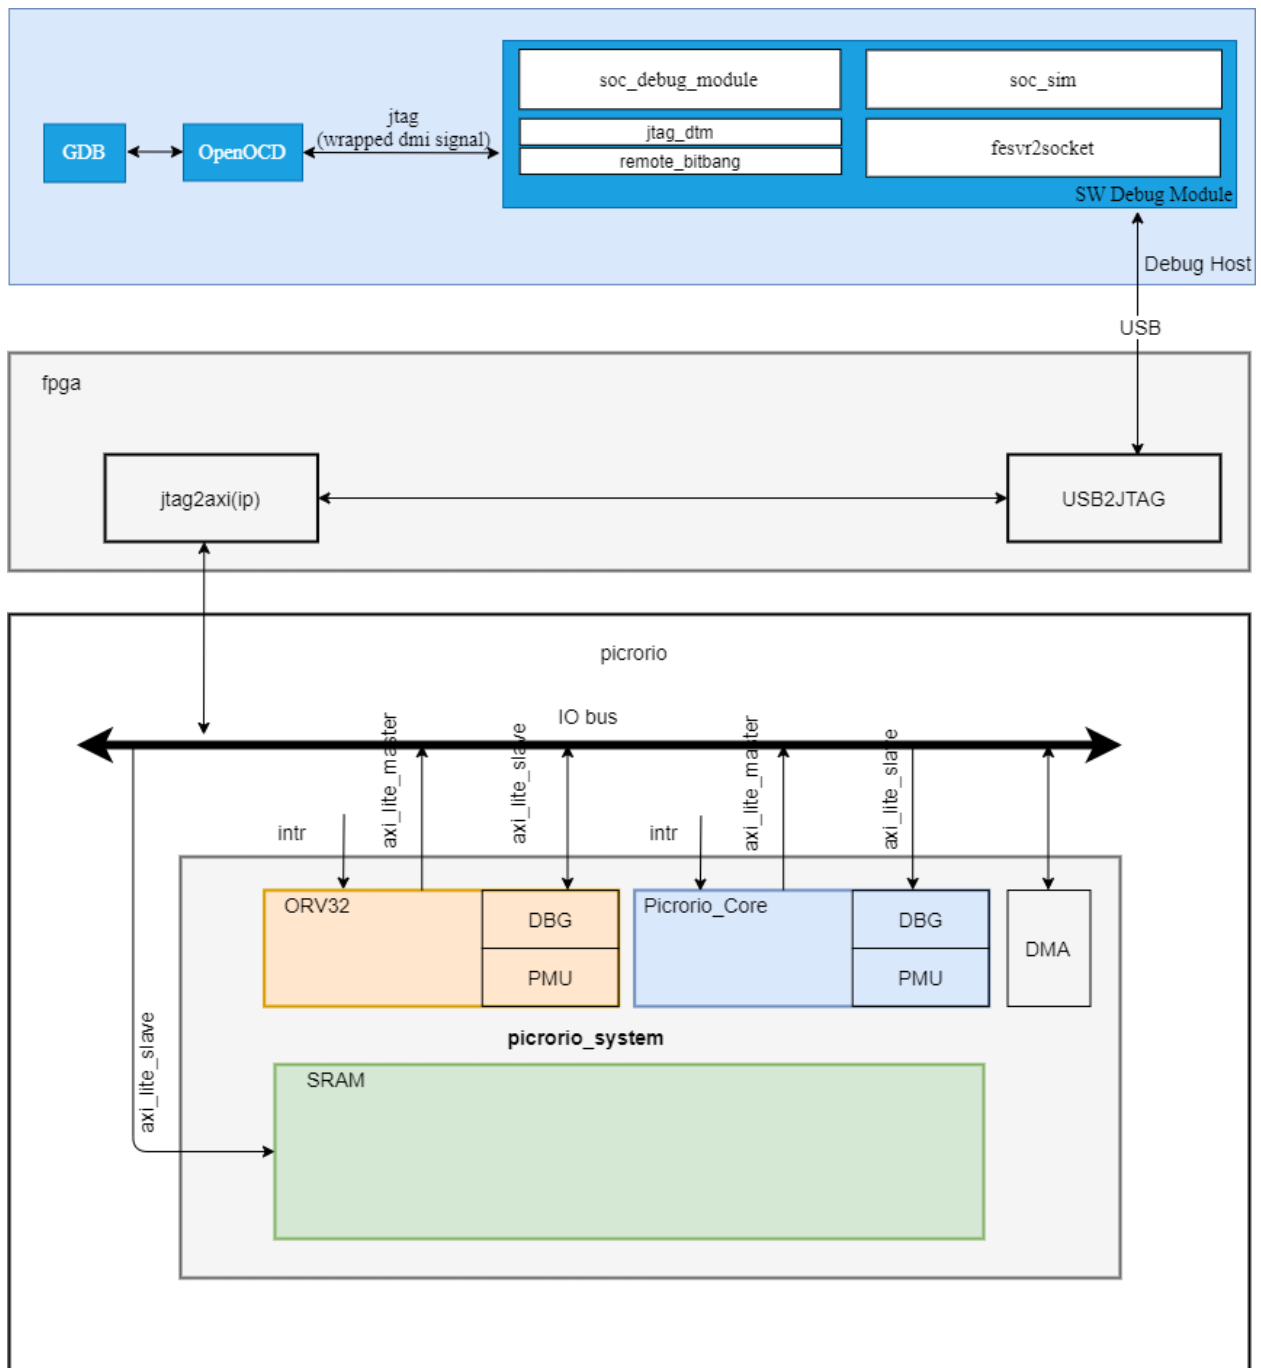 soc_debug_module
soc_sim
jtag
(wrapped dmi signal)
GDB
OpenOCD
jtag_dtm
remote_bitbang
fesvr2socket
SW Debug Module
Debug Host
USB
fpga
jtag2axi(ip)
USB2JTAG
picrorio
IO bus
axi_lite_master
axi_lite_slave
axi_lite_master
axi_lite_slave
intr
intr
ORV32
DBG
PMU
Picrorio_Core
DBG
PMU
DMA
picrorio_system
axi_lite_slave
SRAM